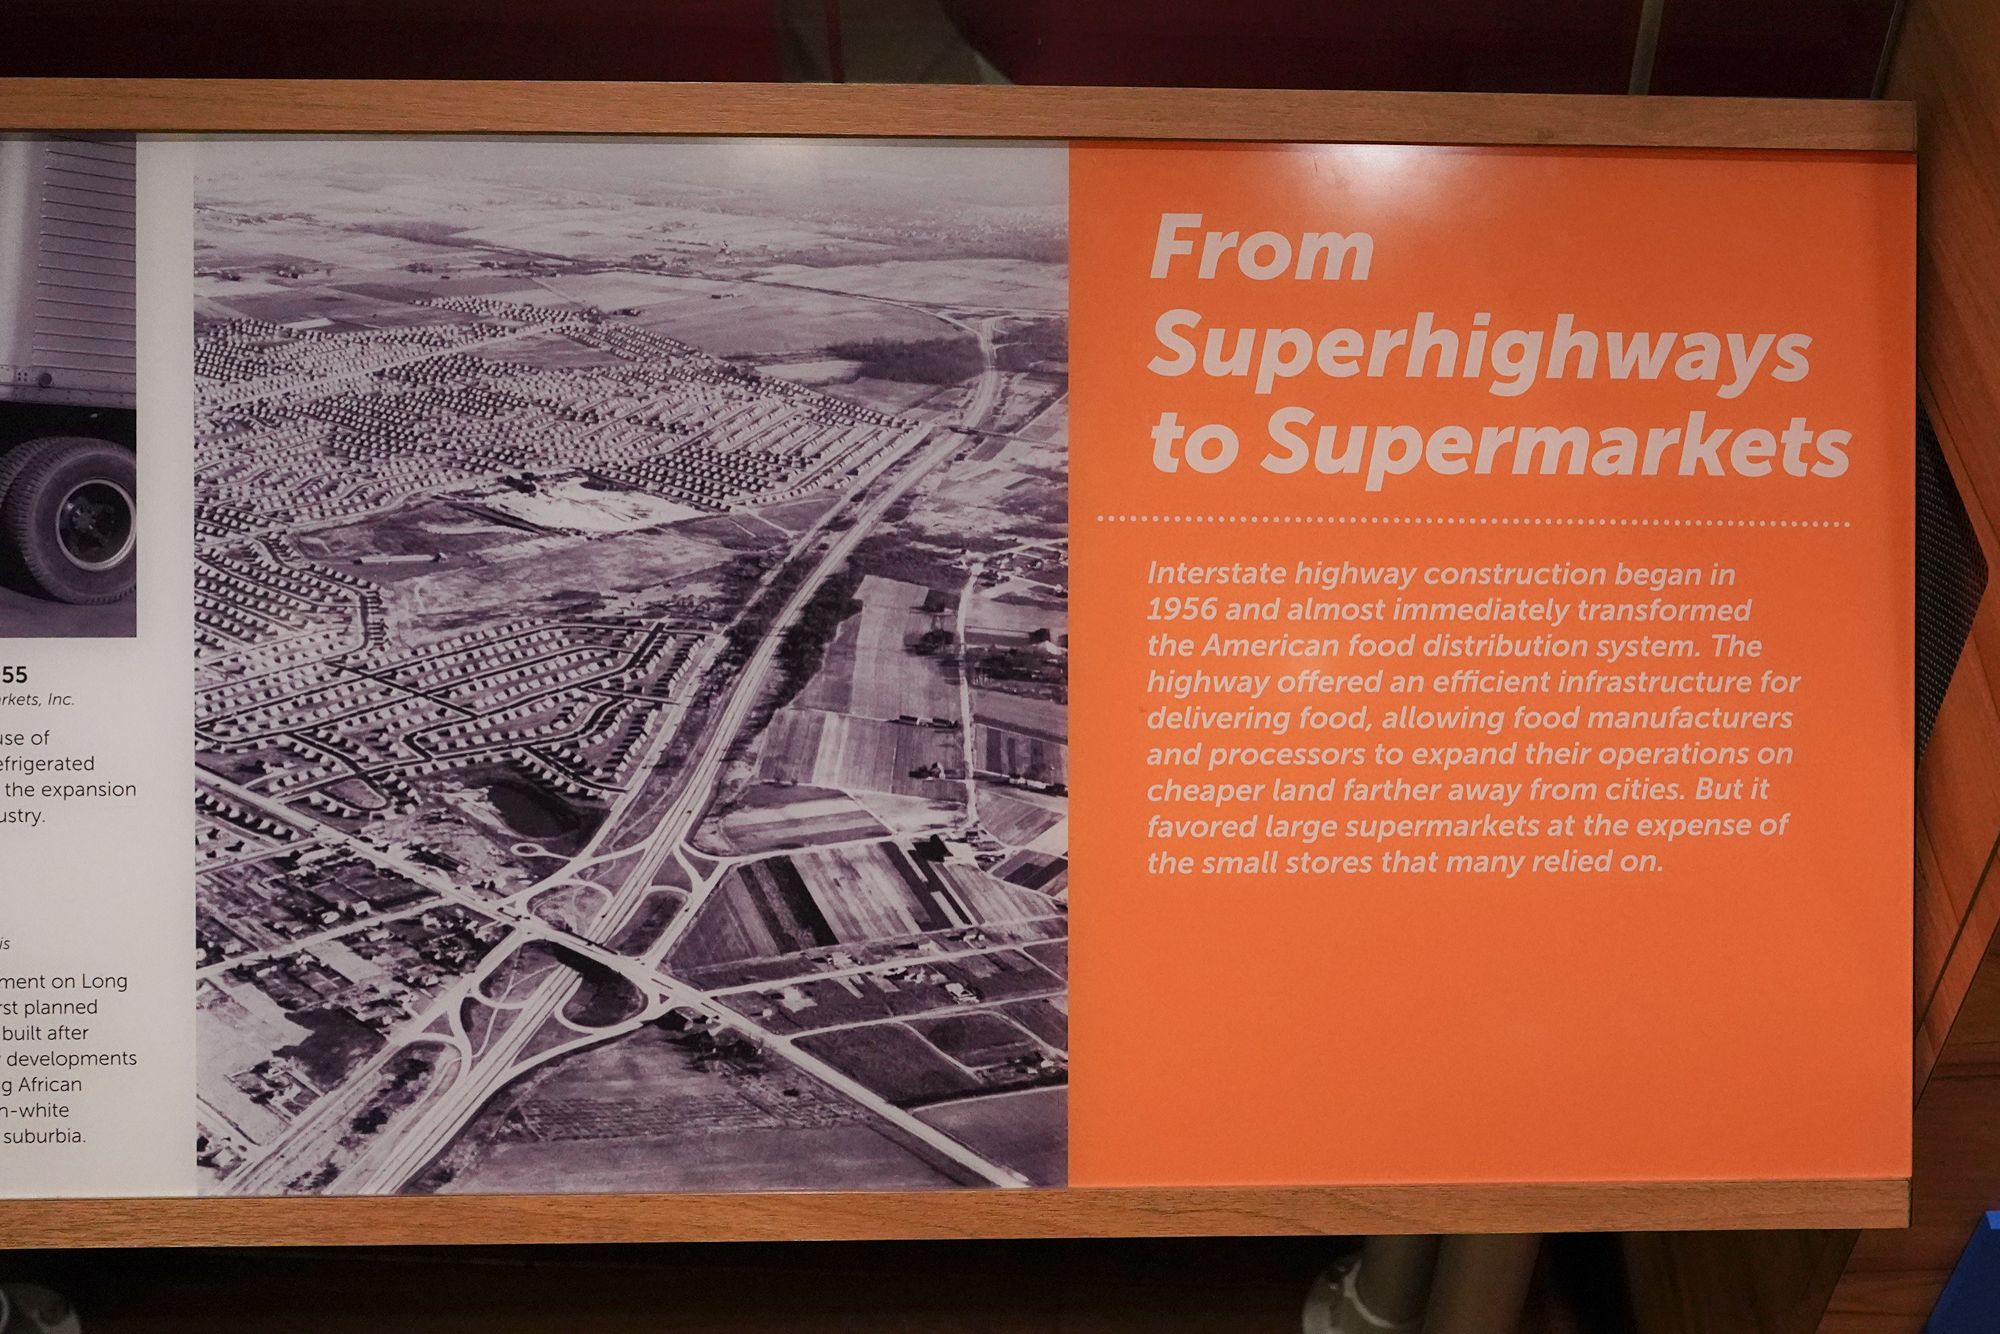 55
rkets, Inc.
use of
efrigerated
the expansion
ustry.
is
ment on Long
rst planned
built after
developments
g African
n-white
suburbia.
From
Superhighways
to Supermarkets
Interstate highway construction began in
1956 and almost immediately transformed
the American food distribution system. The
highway offered an efficient infrastructure for
delivering food, allowing food manufacturers
and processors to expand their operations on
cheaper land farther away from cities. But it
favored large supermarkets at the expense of
the small stores that many relied on.